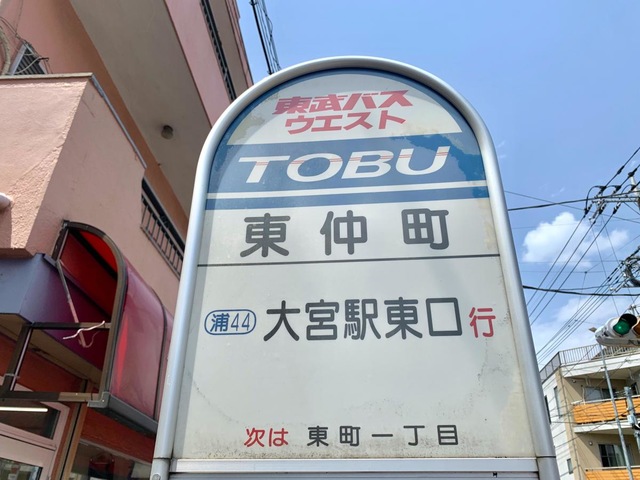 東武バス
ウエスト
TOBU
東仲町
浦44 大宮駅東口行
次は 東町一丁目